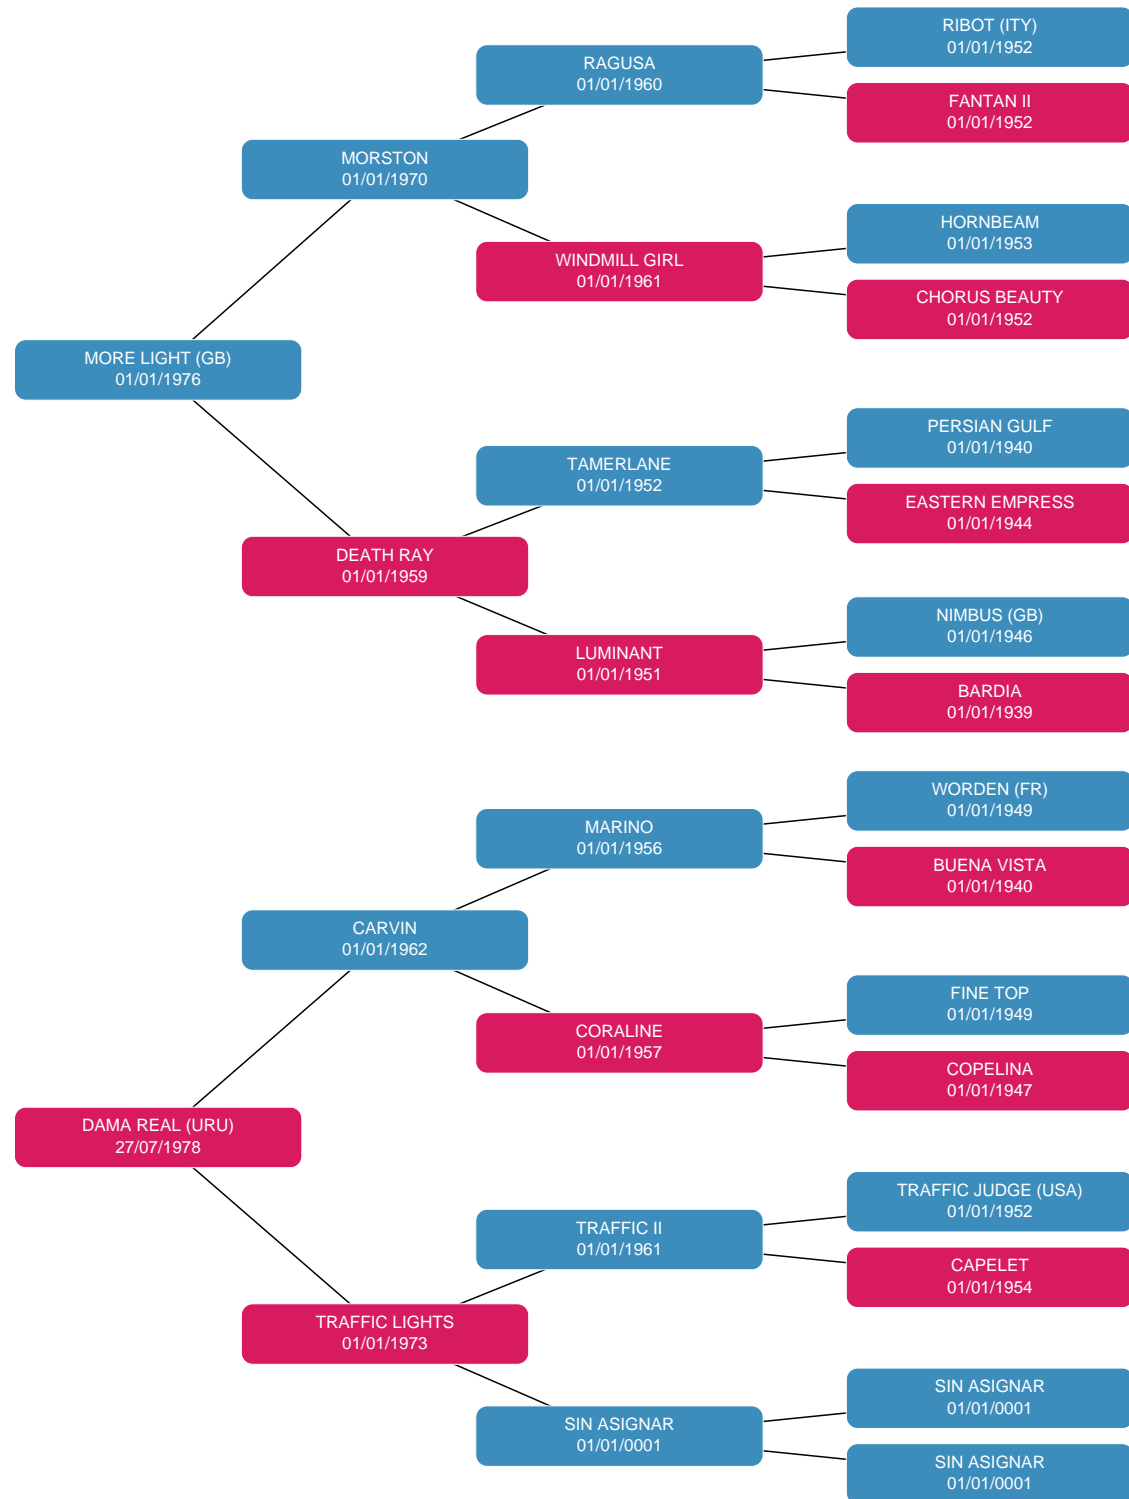 RIBOT (ITY)
01/01/1952
RAGUSA
01/01/1960
FANTAN II
01/01/1952
MORSTON
01/01/1970
HORNBEAM
01/01/1953
WINDMILL GIRL
01/01/1961
CHORUS BEAUTY
01/01/1952
MORE LIGHT (GB)
01/01/1976
PERSIAN GULF
01/01/1940
TAMERLANE
01/01/1952
EASTERN EMPRESS
01/01/1944
DEATH RAY
01/01/1959
NIMBUS (GB)
01/01/1946
LUMINANT
01/01/1951
BARDIA
01/01/1939
WORDEN (FR)
01/01/1949
MARINO
01/01/1956
BUENA VISTA
01/01/1940
CARVIN
01/01/1962
FINE TOP
01/01/1949
CORALINE
01/01/1957
COPELINA
01/01/1947
DAMA REAL (URU)
27/07/1978
TRAFFIC JUDGE (USA)
01/01/1952
TRAFFIC II
01/01/1961
CAPELET
01/01/1954
TRAFFIC LIGHTS
01/01/1973
SIN ASIGNAR
01/01/0001
SIN ASIGNAR
01/01/0001
SIN ASIGNAR
01/01/0001